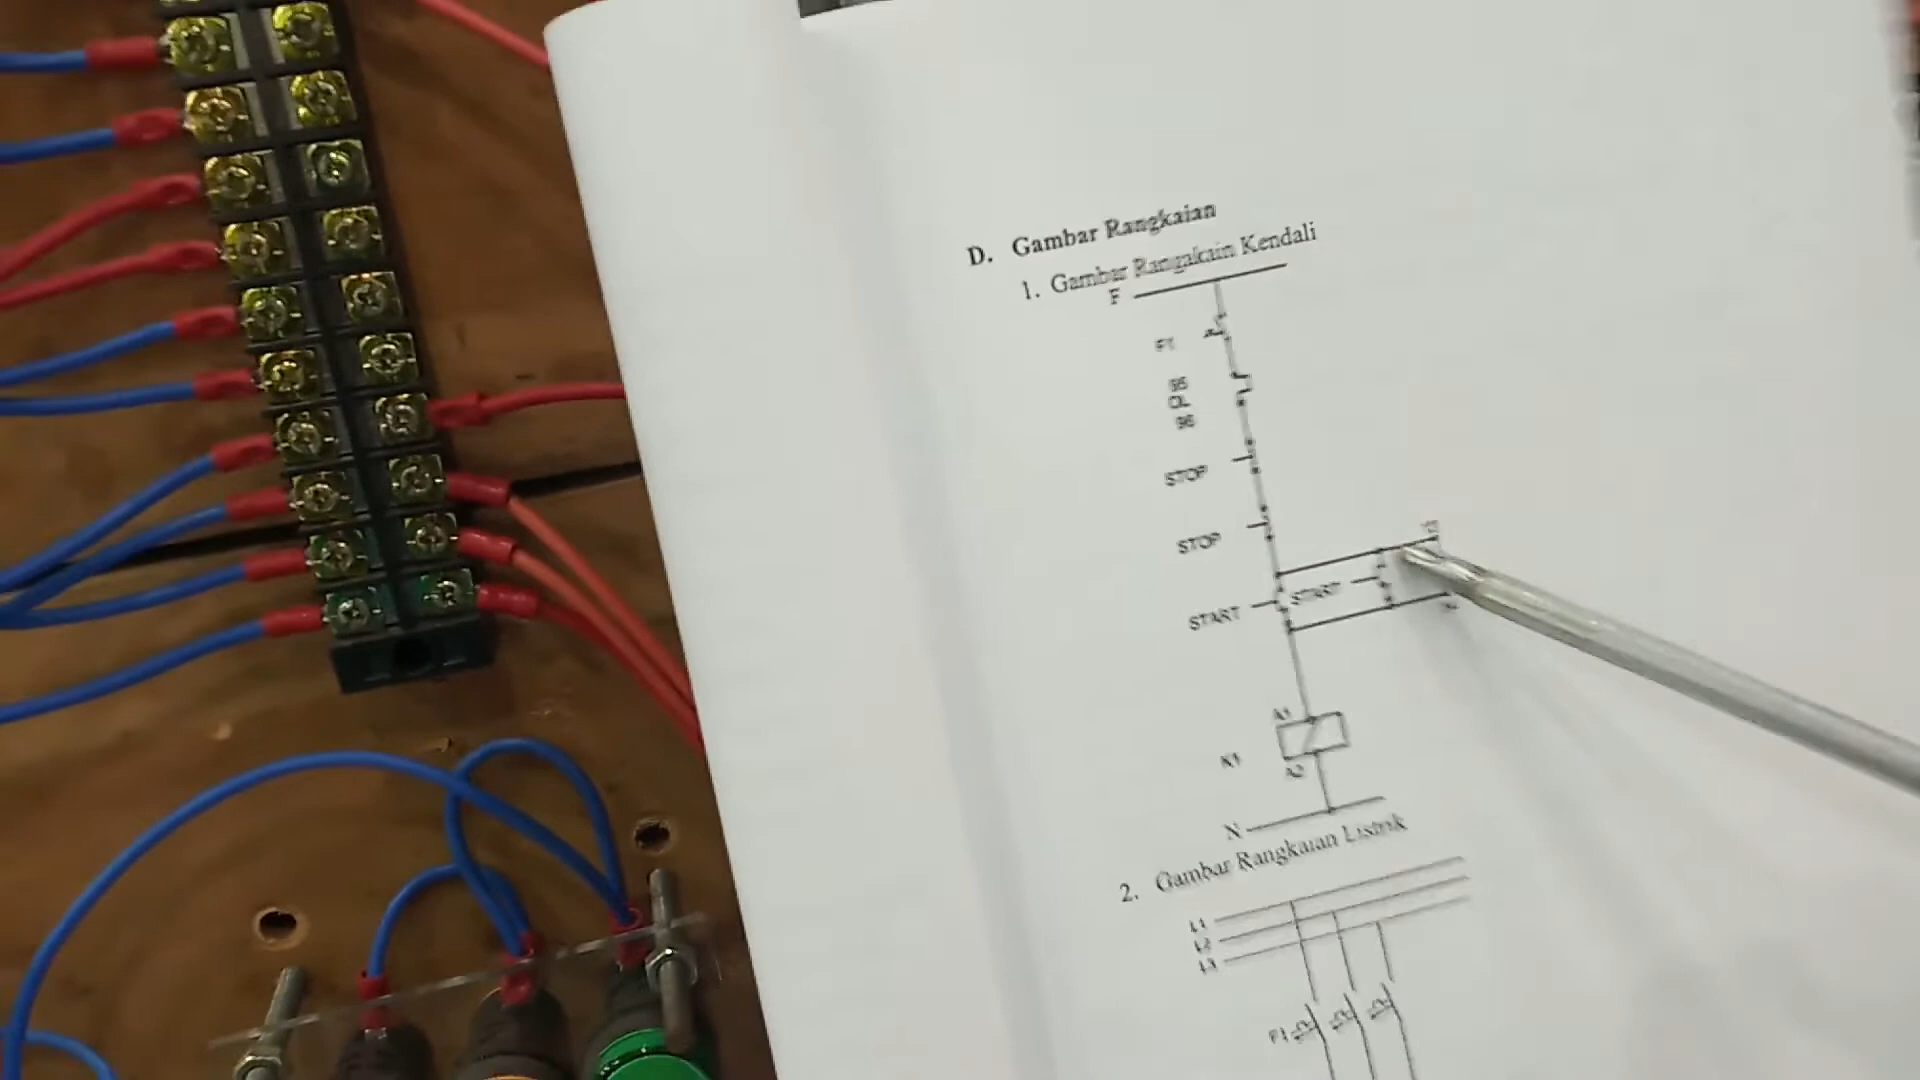 D. Gambar Rangkaian
1. Gambar Rangakain Kendali
F
F1
95
OL
96
STOP
STOP
START
START
A1
K1
A2
N
2. Gambar Rangkaian Listrik
L1
L2
L3
F1